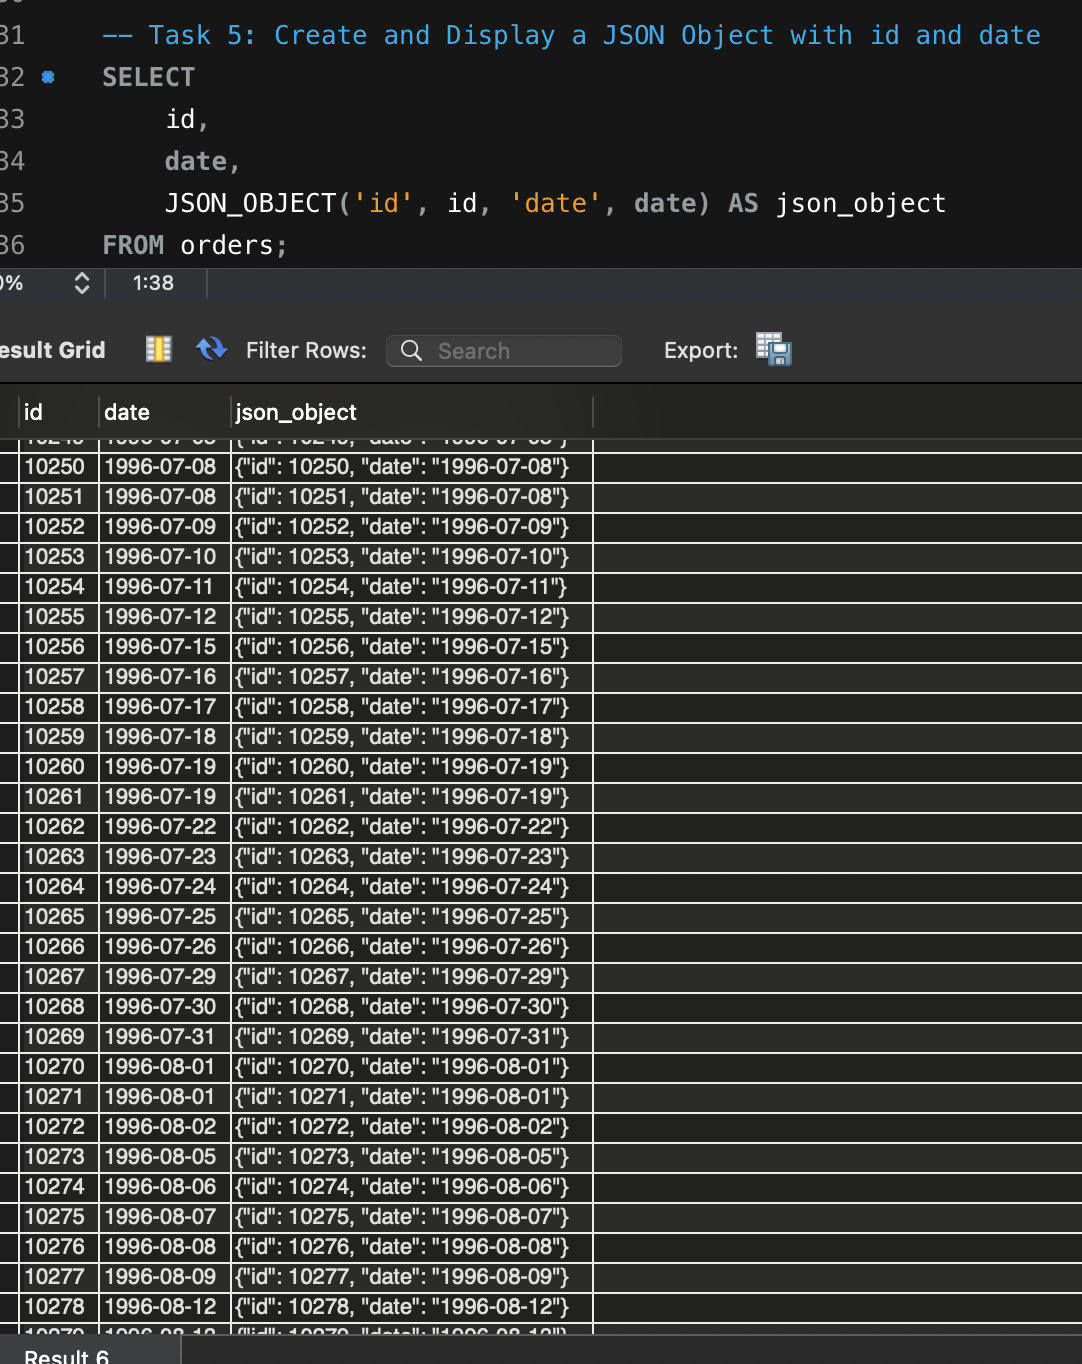 31 -- Task 5: Create and Display a JSON Object with id and date
32 SELECT
33 id,
34 date,
35 JSON_OBJECT('id', id, 'date', date) AS json_object
36 FROM orders;
0% 1:38
esult Grid Filter Rows: Search Export:
id date json_object
10250 1996-07-08 {"id": 10250, "date": "1996-07-08"}
10251 1996-07-08 {"id": 10251, "date": "1996-07-08"}
10252 1996-07-09 {"id": 10252, "date": "1996-07-09"}
10253 1996-07-10 {"id": 10253, "date": "1996-07-10"}
10254 1996-07-11 {"id": 10254, "date": "1996-07-11"}
10255 1996-07-12 {"id": 10255, "date": "1996-07-12"}
10256 1996-07-15 {"id": 10256, "date": "1996-07-15"}
10257 1996-07-16 {"id": 10257, "date": "1996-07-16"}
10258 1996-07-17 {"id": 10258, "date": "1996-07-17"}
10259 1996-07-18 {"id": 10259, "date": "1996-07-18"}
10260 1996-07-19 {"id": 10260, "date": "1996-07-19"}
10261 1996-07-19 {"id": 10261, "date": "1996-07-19"}
10262 1996-07-22 {"id": 10262, "date": "1996-07-22"}
10263 1996-07-23 {"id": 10263, "date": "1996-07-23"}
10264 1996-07-24 {"id": 10264, "date": "1996-07-24"}
10265 1996-07-25 {"id": 10265, "date": "1996-07-25"}
10266 1996-07-26 {"id": 10266, "date": "1996-07-26"}
10267 1996-07-29 {"id": 10267, "date": "1996-07-29"}
10268 1996-07-30 {"id": 10268, "date": "1996-07-30"}
10269 1996-07-31 {"id": 10269, "date": "1996-07-31"}
10270 1996-08-01 {"id": 10270, "date": "1996-08-01"}
10271 1996-08-01 {"id": 10271, "date": "1996-08-01"}
10272 1996-08-02 {"id": 10272, "date": "1996-08-02"}
10273 1996-08-05 {"id": 10273, "date": "1996-08-05"}
10274 1996-08-06 {"id": 10274, "date": "1996-08-06"}
10275 1996-08-07 {"id": 10275, "date": "1996-08-07"}
10276 1996-08-08 {"id": 10276, "date": "1996-08-08"}
10277 1996-08-09 {"id": 10277, "date": "1996-08-09"}
10278 1996-08-12 {"id": 10278, "date": "1996-08-12"}
Result 6